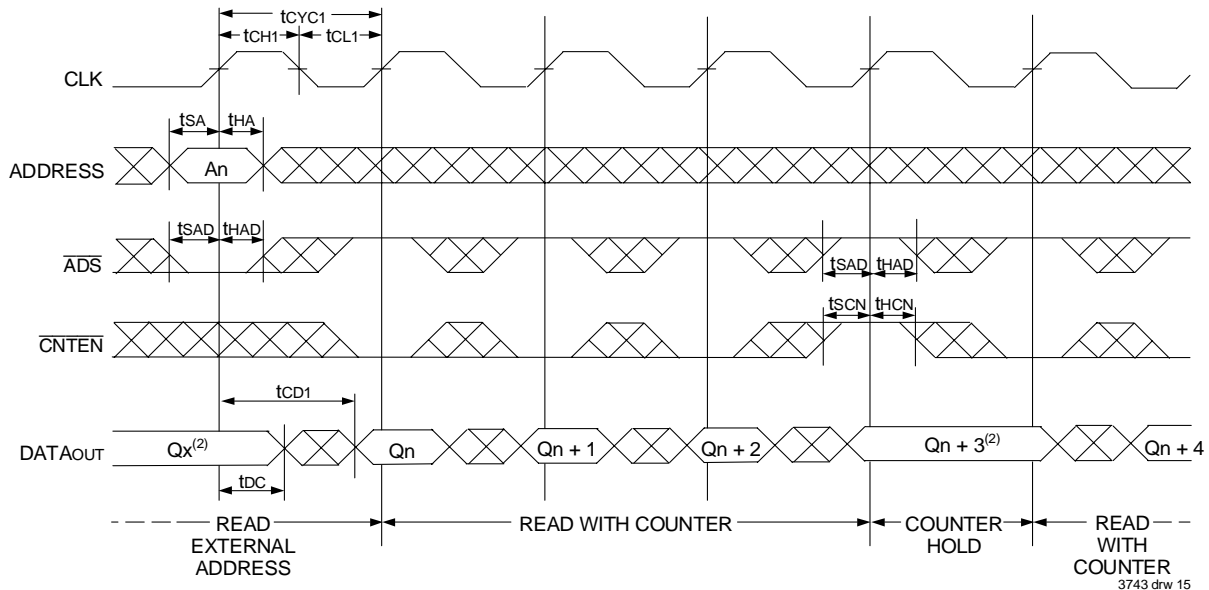 tCYC1
tCH1 tCL1
CLK
tSA tHA
ADDRESS An
tSAD tHAD
ADS
tSAD tHAD
tSCN tHCN
CNTEN
tCD1
DATAOUT Qx(2) Qn Qn + 1 Qn + 2 Qn + 3(2) Qn + 4
tDC
READ EXTERNAL ADDRESS
READ WITH COUNTER
COUNTER HOLD
READ WITH COUNTER
3743 drw 15